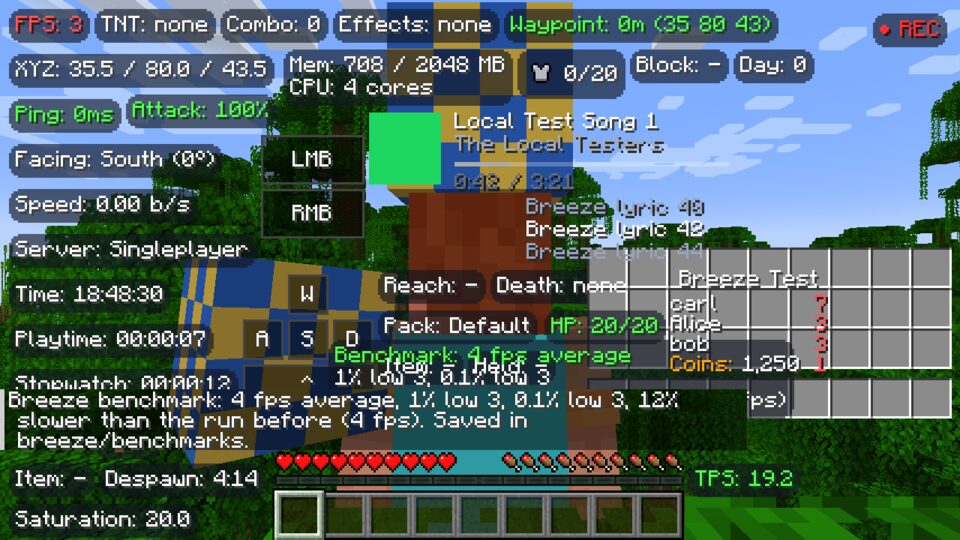 FPS: 3 TNT: none Combo: 0 Effects: none Waypoint: 0m (35 80 43) REC
XYZ: 35.5 / 80.0 / 43.5 Mem: 708 / 2048 MB 0/20 Block: - Day: 0
CPU: 4 cores
Ping: 0ms Attack: 100%
Local Test Song 1
The Local Testers
Facing: South (0°) LMB
0:42 / 3:21
Speed: 0.00 b/s RMB
Breeze lyric 40
Breeze lyric 42
Breeze lyric 44
Server: Singleplayer
Breeze Test
Reach: - Death: none
Time: 18:48:30 W
carl 7
Alice 3
Pack: Default HP: 20/20
Playtime: 00:00:07 A S D
bob 3
Benchmark: 4 fps average
Coins: 1,250 1
Item: - Held: -
Stopwatch: 00:00:12 ^ 1% low 3, 0.1% low 3
Breeze benchmark: 4 fps average, 1% low 3, 0.1% low 3, 12%
slower than the run before (4 fps). Saved in
breeze/benchmarks.
fps)
Item: - Despawn: 4:14 TPS: 19.2
Saturation: 20.0